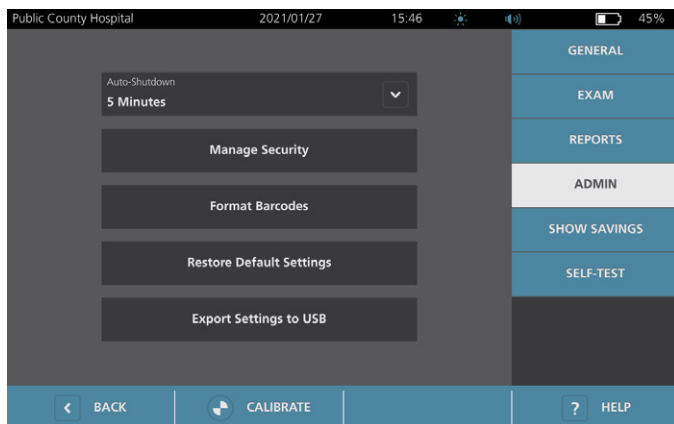 Public County Hospital 2021/01/27 15:46 45%
GENERAL
Auto-Shutdown
5 Minutes
EXAM
Manage Security
REPORTS
ADMIN
Format Barcodes
SHOW SAVINGS
Restore Default Settings
SELF-TEST
Export Settings to USB
BACK CALIBRATE ? HELP